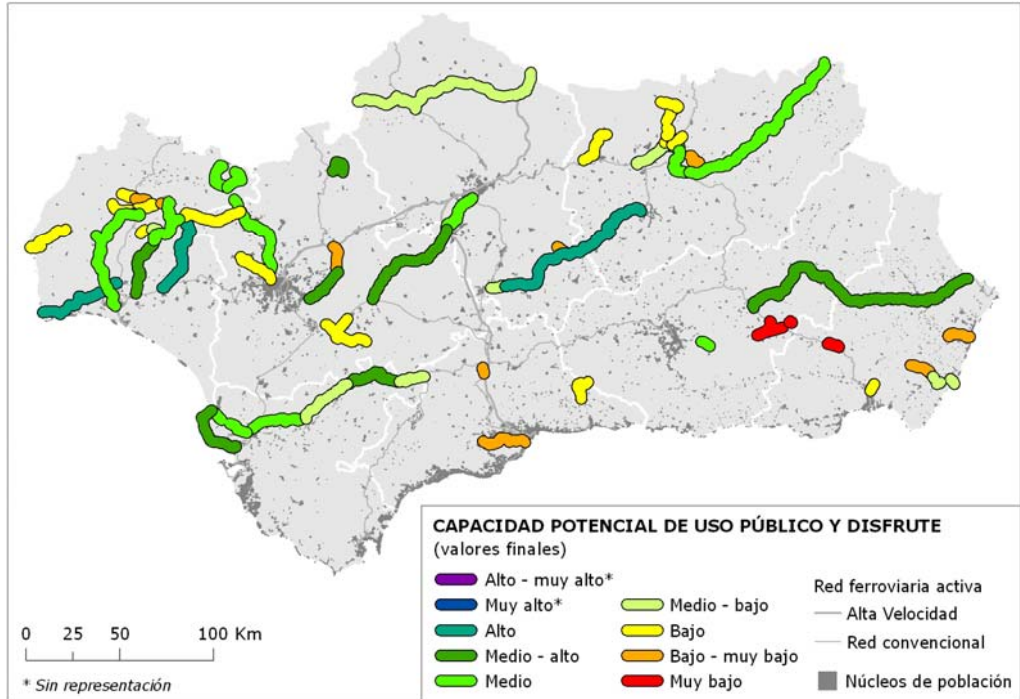 CAPACIDAD POTENCIAL DE USO PÚBLICO Y DISFRUTE
(valores finales)
Alto - muy alto*
Muy alto*
Alto
Medio - alto
Medio
Medio - bajo
Bajo
Bajo - muy bajo
Muy bajo
Red ferroviaria activa
Alta Velocidad
Red convencional
Núcleos de población
0 25 50 100 Km
* Sin representación